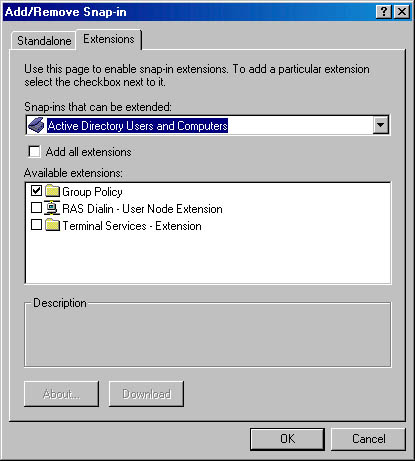 Add/Remove Snap-in
Standalone
Extensions
Use this page to enable snap-in extensions. To add a particular extension
select the checkbox next to it.
Snap-ins that can be extended:
Active Directory Users and Computers
Add all extensions
Available extensions:
Group Policy
RAS Dialin - User Node Extension
Terminal Services - Extension
Description
About...
Download
OK
Cancel